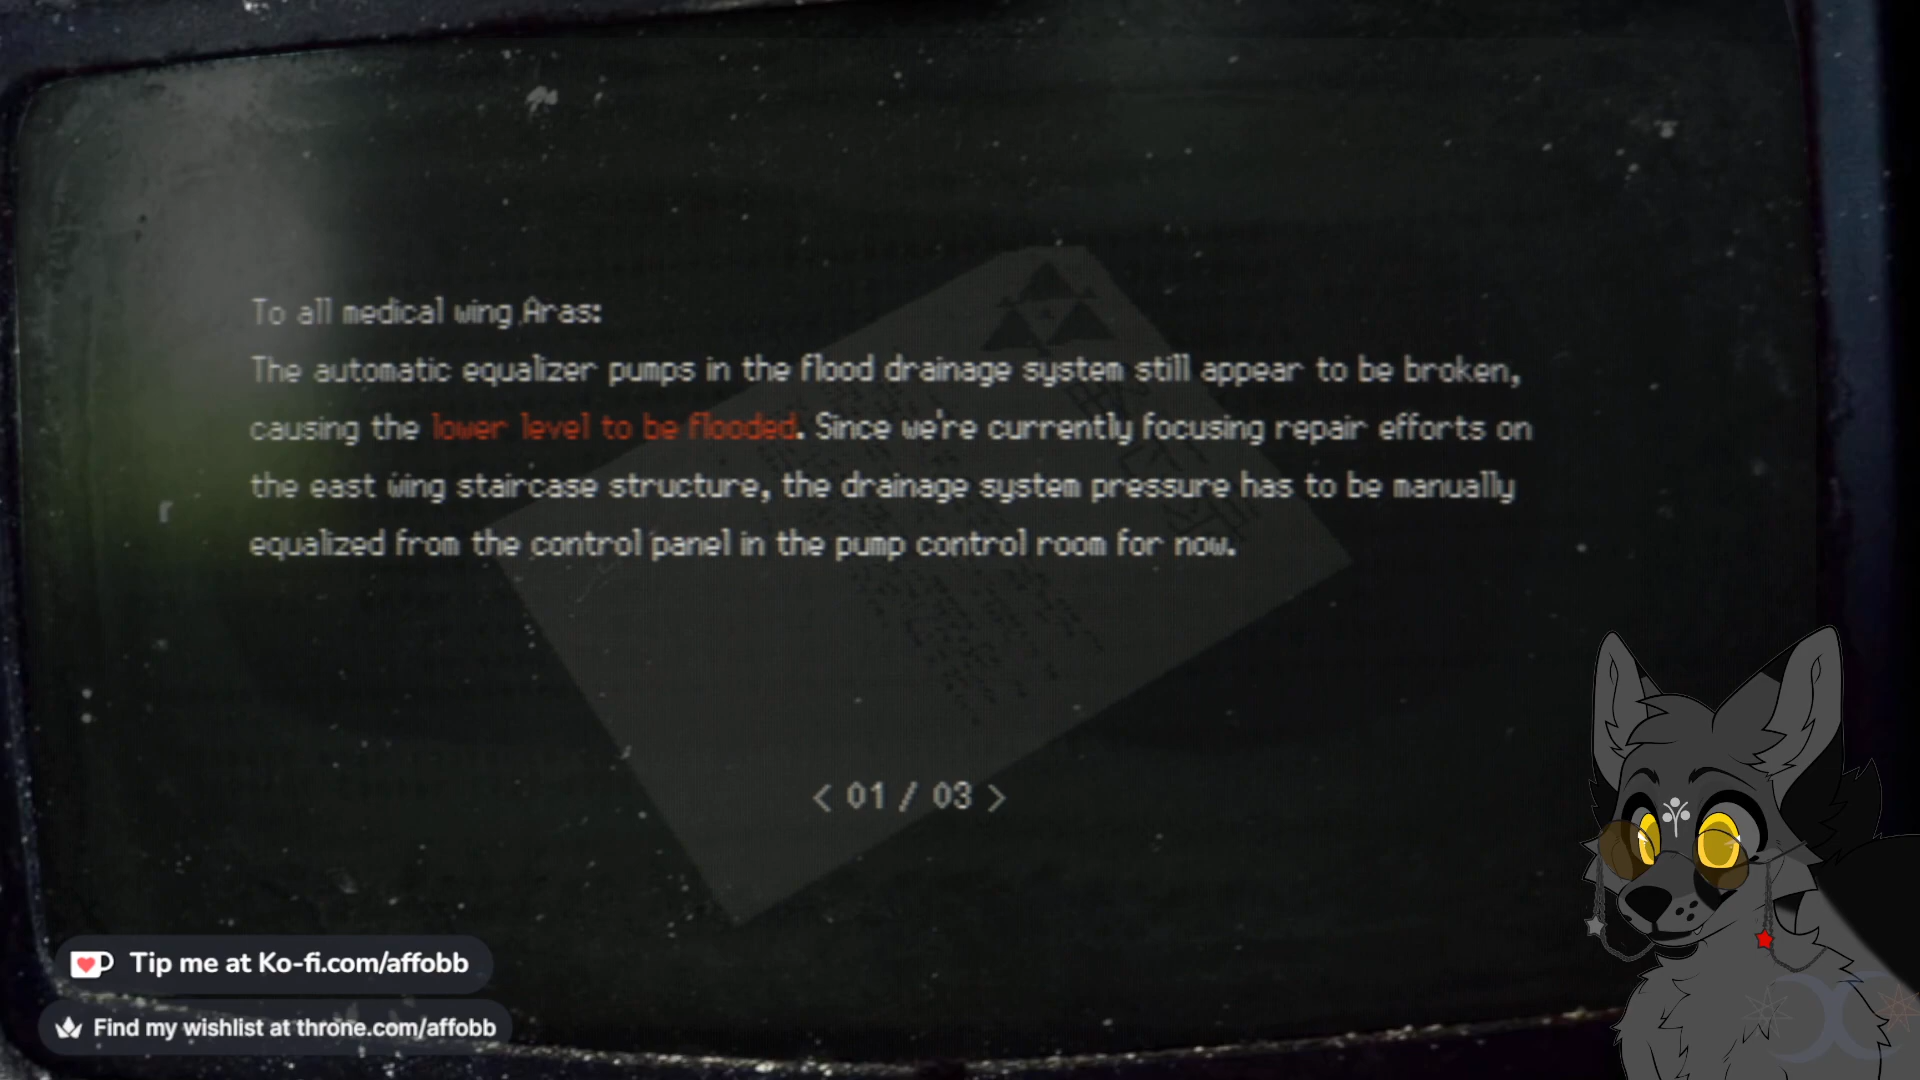 To all medical wing Aras:
The automatic equalizer pumps in the flood drainage system still appear to be broken,
causing the lower level to be flooded. Since we're currently focusing repair efforts on
the east wing staircase structure, the drainage system pressure has to be manually
equalized from the control panel in the pump control room for now.
< 01 / 03 >
Tip me at Ko-fi.com/affobb
Find my wishlist at throne.com/affobb